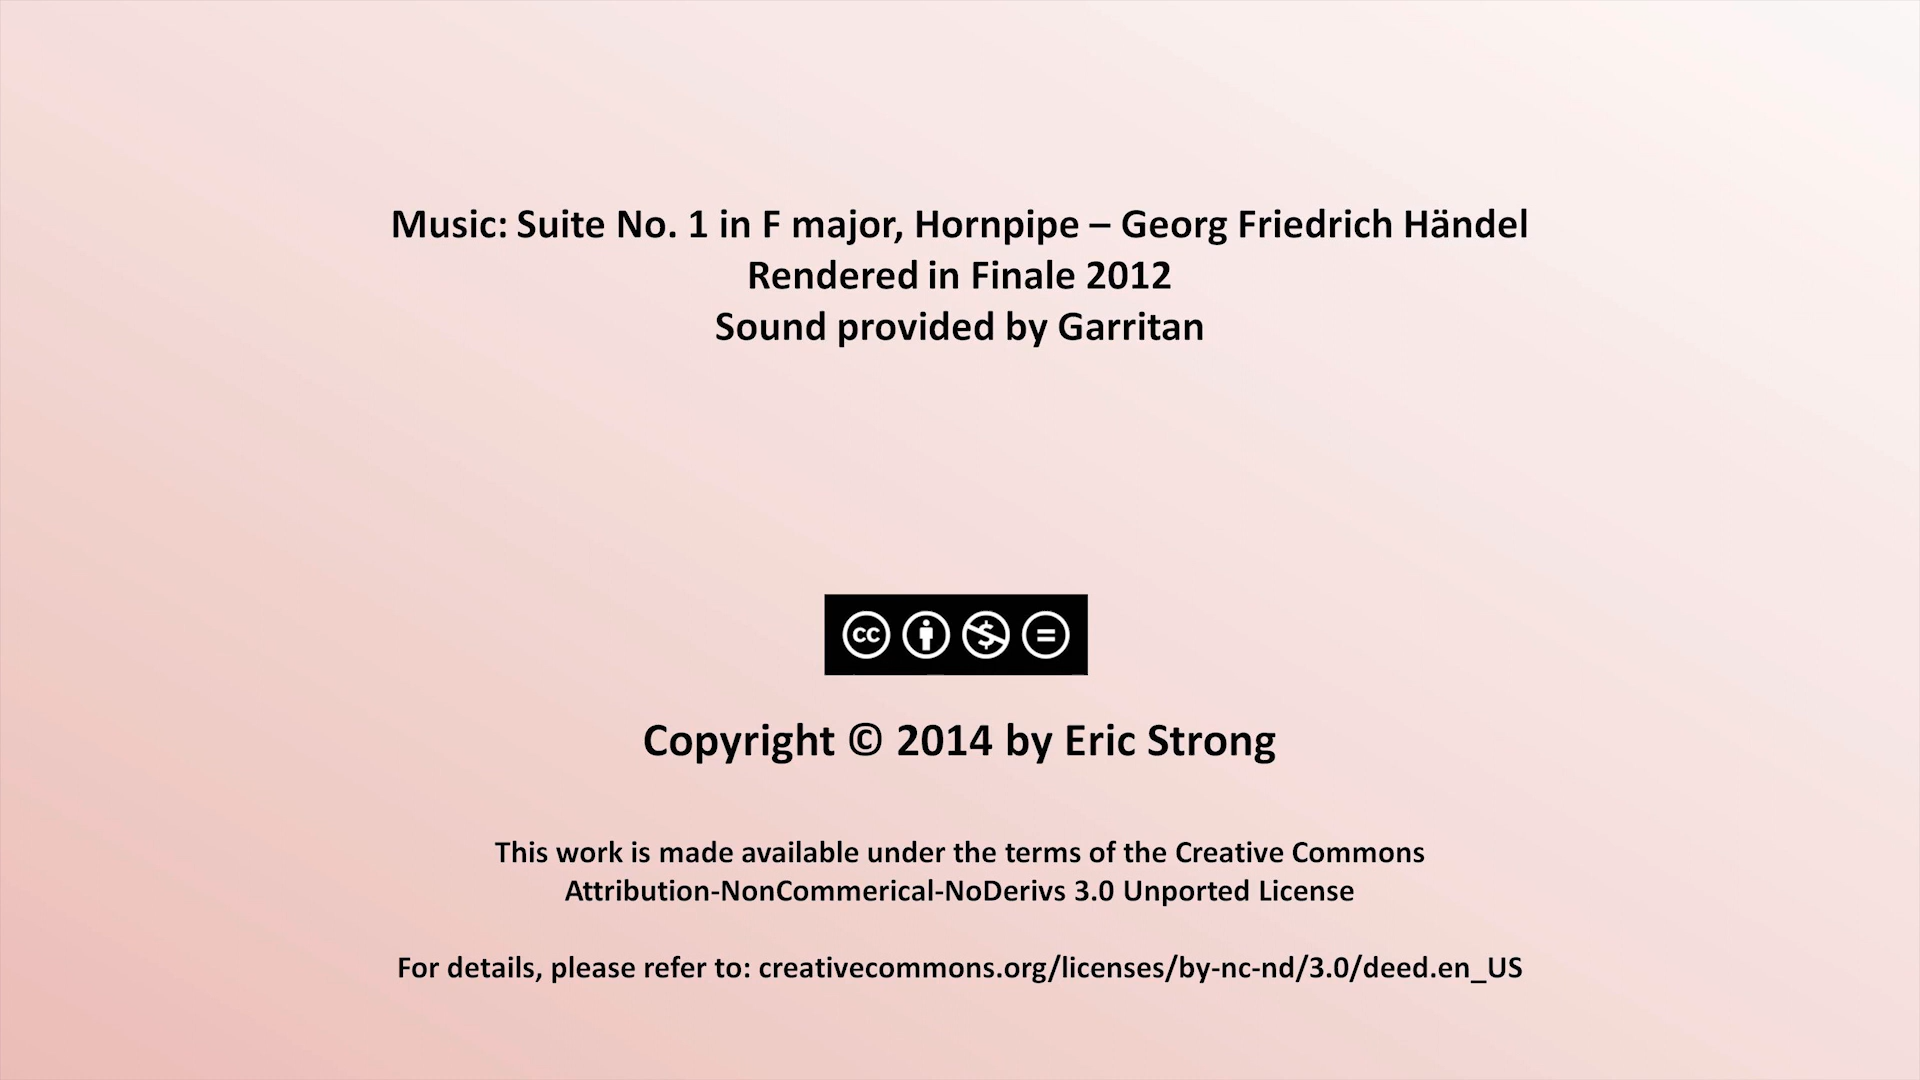 Music: Suite No. 1 in F major, Hornpipe – Georg Friedrich Händel
Rendered in Finale 2012
Sound provided by Garritan
cc $ =
Copyright © 2014 by Eric Strong
This work is made available under the terms of the Creative Commons
Attribution-NonCommerical-NoDerivs 3.0 Unported License
For details, please refer to: creativecommons.org/licenses/by-nc-nd/3.0/deed.en_US